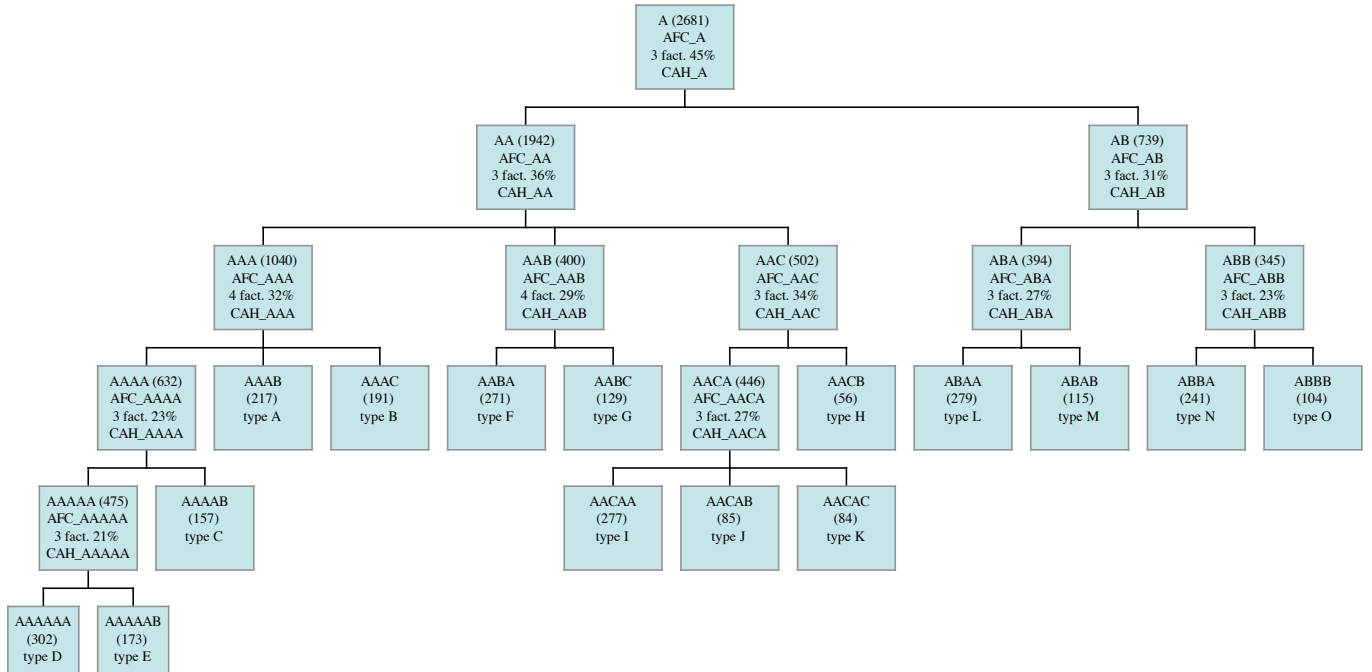 A (2681)
AFC_A
3 fact. 45%
CAH_A
AA (1942)
AFC_AA
3 fact. 36%
CAH_AA
AB (739)
AFC_AB
3 fact. 31%
CAH_AB
AAA (1040)
AFC_AAA
4 fact. 32%
CAH_AAA
AAB (400)
AFC_AAB
4 fact. 29%
CAH_AAB
AAC (502)
AFC_AAC
3 fact. 34%
CAH_AAC
ABA (394)
AFC_ABA
3 fact. 27%
CAH_ABA
ABB (345)
AFC_ABB
3 fact. 23%
CAH_ABB
AAAA (632)
AFC_AAAA
3 fact. 23%
CAH_AAAA
AAAB
(217)
type A
AAAC
(191)
type B
AABA
(271)
type F
AABC
(129)
type G
AACA (446)
AFC_AACA
3 fact. 27%
CAH_AACA
AACB
(56)
type H
ABAA
(279)
type L
ABAB
(115)
type M
ABBA
(241)
type N
ABBB
(104)
type O
AAAAA (475)
AFC_AAAAA
3 fact. 21%
CAH_AAAAA
AAAAB
(157)
type C
AACAA
(277)
type I
AACAB
(85)
type J
AACAC
(84)
type K
AAAAAA
(302)
type D
AAAAAB
(173)
type E